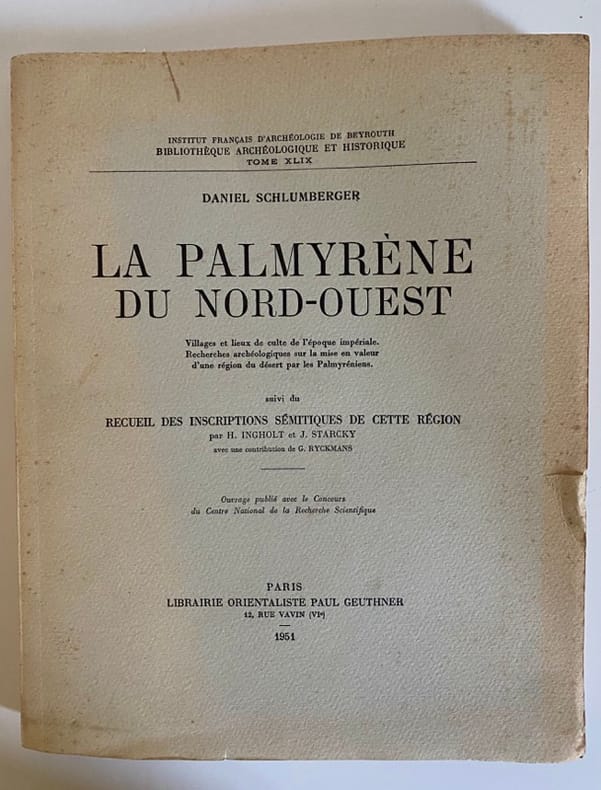 INSTITUT FRANÇAIS D'ARCHÉOLOGIE DE BEYROUTH
BIBLIOTHÈQUE ARCHÉOLOGIQUE ET HISTORIQUE
TOME XLIX
DANIEL SCHLUMBERGER
LA PALMYRÈNE
DU NORD-OUEST
Villages et lieux de culte de l'époque impériale.
Recherches archéologiques sur la mise en valeur
d'une région du désert par les Palmyréniens.
suivi du
RECUEIL DES INSCRIPTIONS SÉMITIQUES DE CETTE RÉGION
par H. INGHOLT et J. STARCKY
avec une contribution de G. RYCKMANS
Ouvrage publié avec le Concours
du Centre National de la Recherche Scientifique
PARIS
LIBRAIRIE ORIENTALISTE PAUL GEUTHNER
12, RUE VAVIN (VIe)
1951